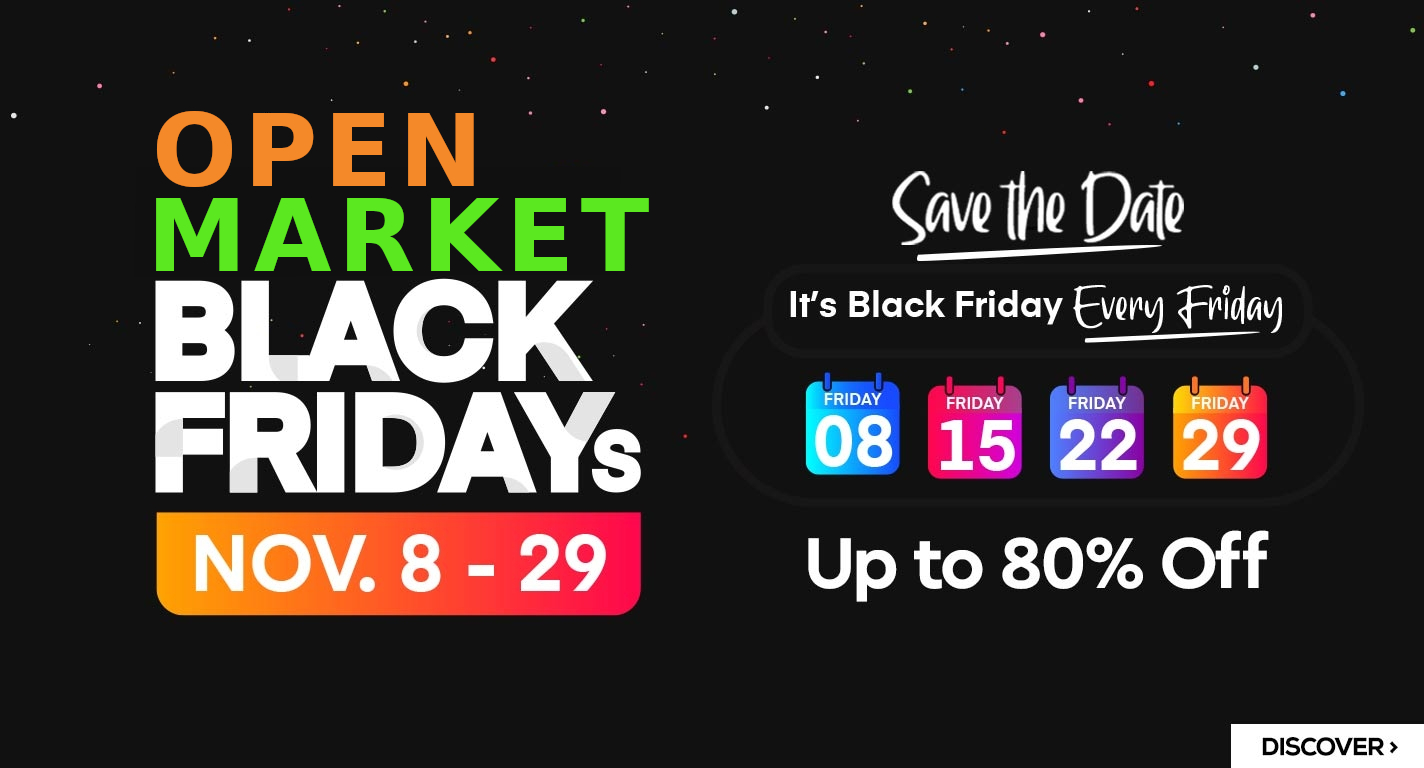 OPEN
MARKET
BLACK
FRIDAYs
NOV. 8 - 29
Save the Date
It's Black Friday Every Friday
FRIDAY FRIDAY FRIDAY FRIDAY
08 15 22 29
Up to 80% Off
DISCOVER ›